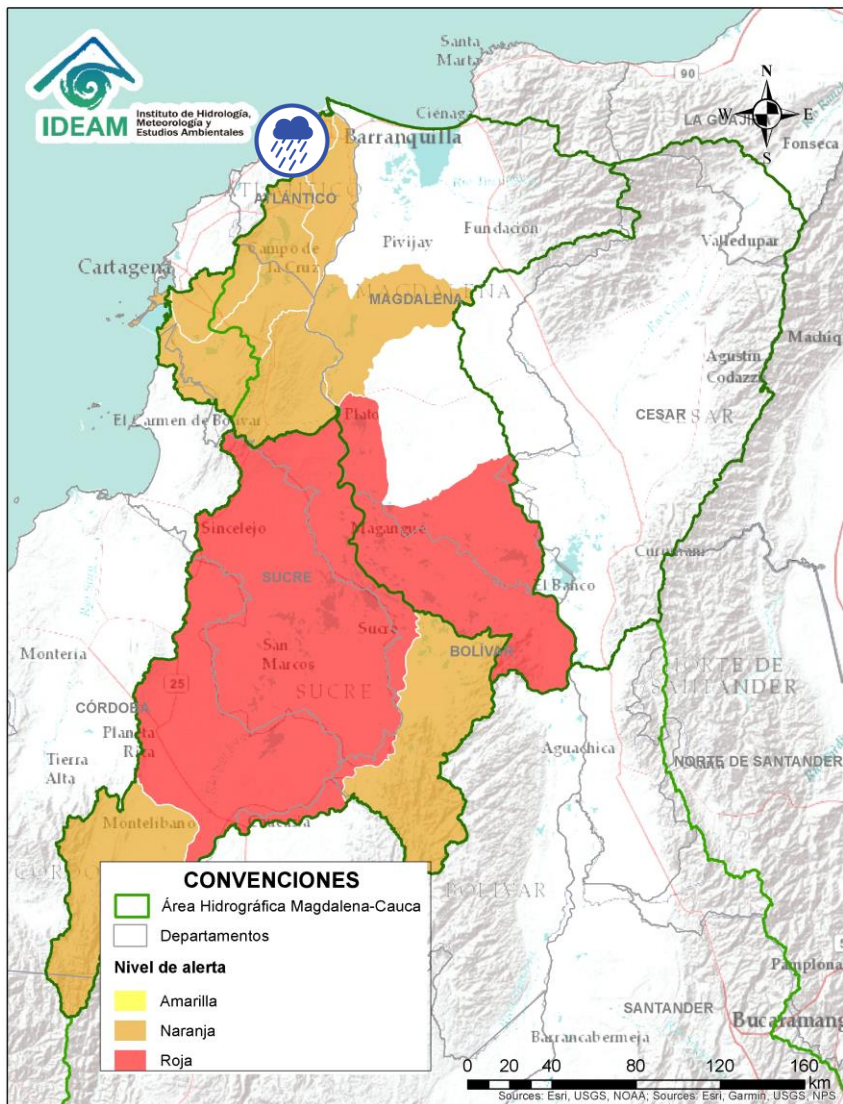 IDEAM
Instituto de Hidrología,
Meteorología y
Estudios Ambientales
Santa
Marta
90
N
W
E
S
Ciénaga
LA GUAJIRA
Fonseca
Barranquilla
ATLÁNTICO
Fundación
Pivijay
Valledupar
Campo de
la Cruz
Cartagena
MAGDALENA
MAGDALENA
Agustín
Codazzi
El Carmen de Bolívar
Plato
CESAR
CESAR
Sincelejo
Magangué
SUCRE
El Banco
Sucre
San
Marcos
BOLÍVAR
Montería
SUCRE
NORTE DE
SANTANDER
25
CÓRDOBA
Planeta
Rica
Tierra
Alta
Aguachica
NORTE DE SANTANDER
Montelíbano
BOLÍVAR
CONVENCIONES
Área Hidrográfica Magdalena-Cauca
Departamentos
Nivel de alerta
Amarilla
Naranja
Roja
Pamplona
SANTANDER
Barrancabermeja
0 20 40 80 120 160
km
Sources: Esri, USGS, NOAA; Sources: Esri, Garmin, USGS, NPS